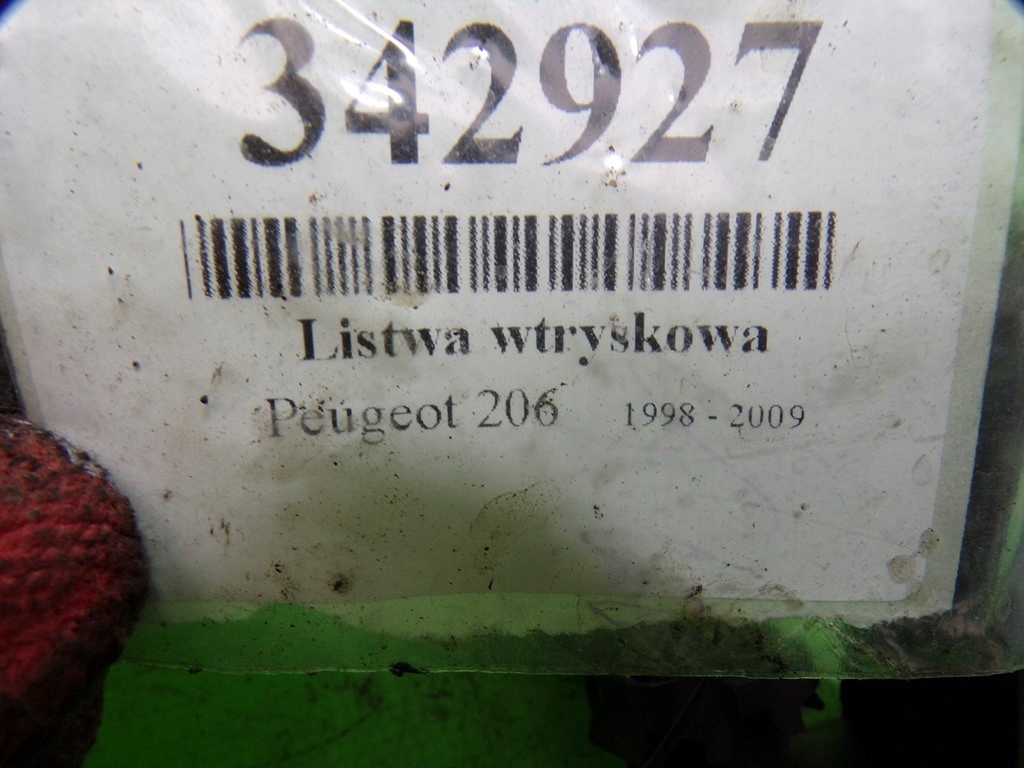 342927
Listwa wtryskowa
Peugeot 206 1998 - 2009